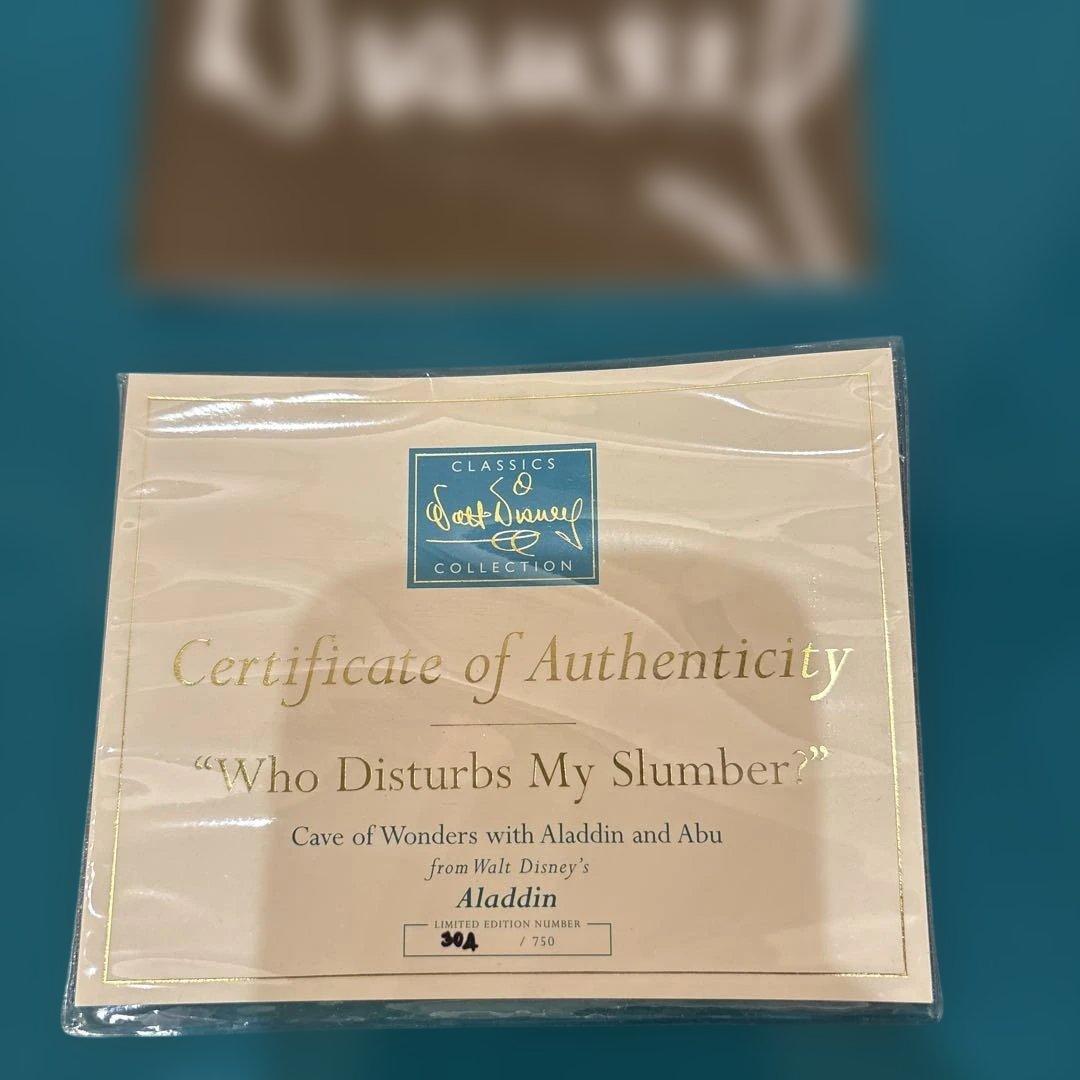 CLASSICS
Walt Disney
COLLECTION
Certificate of Authenticity
“Who Disturbs My Slumber?”
Cave of Wonders with Aladdin and Abu
from Walt Disney’s
Aladdin
LIMITED EDITION NUMBER
304 / 750